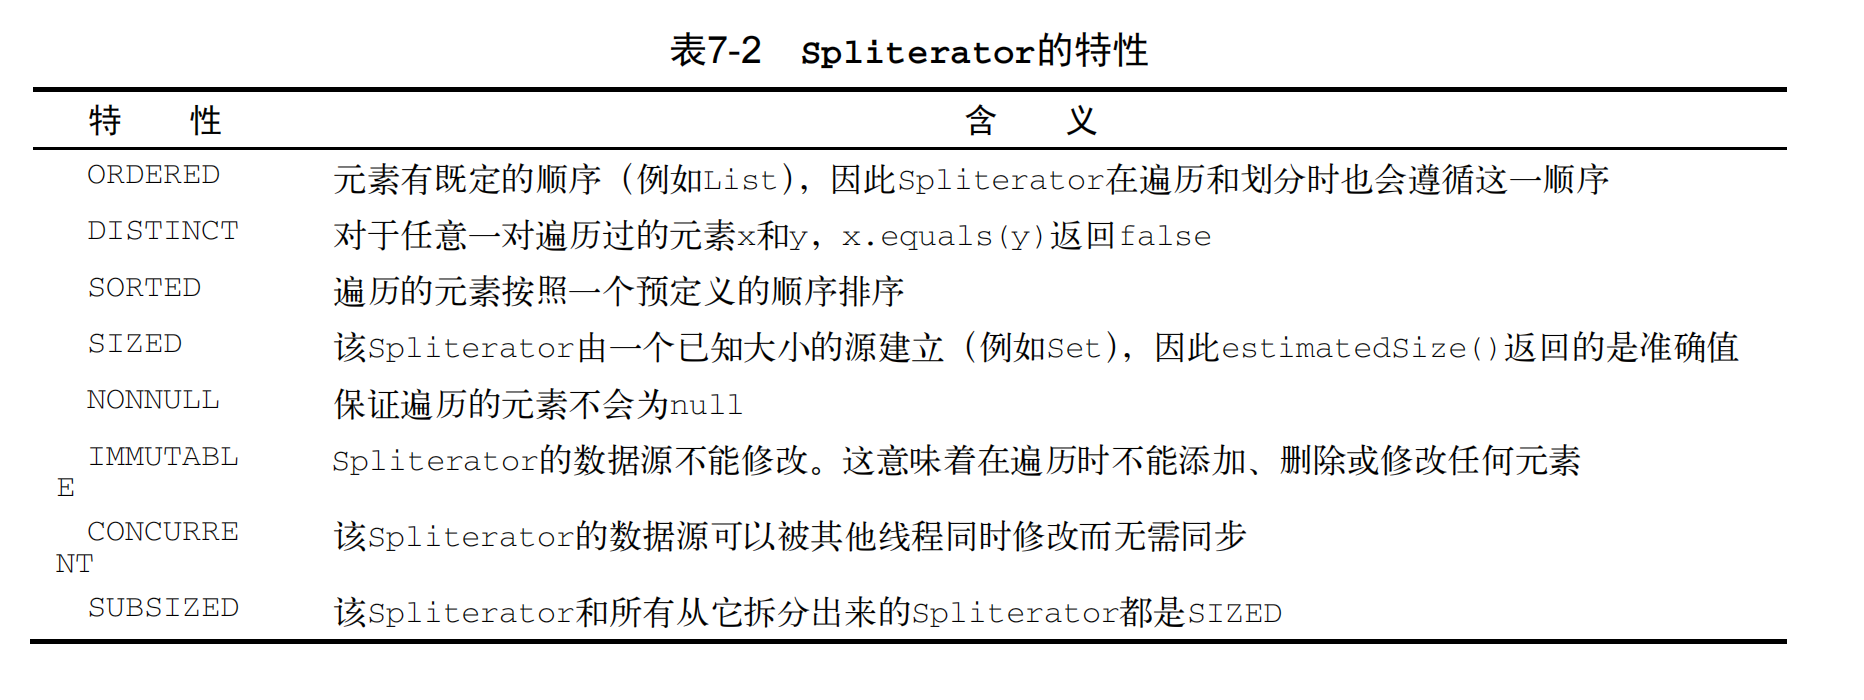 表7-2 Spliterator的特性
特 性 含 义
ORDERED 元素有既定的顺序（例如List），因此Spliterator在遍历和划分时也会遵循这一顺序
DISTINCT 对于任意一对遍历过的元素x和y，x.equals(y)返回false
SORTED 遍历的元素按照一个预定义的顺序排序
SIZED 该Spliterator由一个已知大小的源建立（例如Set），因此estimatedSize()返回的是准确值
NONNULL 保证遍历的元素不会为null
IMMUTABL Spliterator的数据源不能修改。这意味着在遍历时不能添加、删除或修改任何元素
E
CONCURRE 该Spliterator的数据源可以被其他线程同时修改而无需同步
NT
SUBSIZED 该Spliterator和所有从它拆分出来的Spliterator都是SIZED